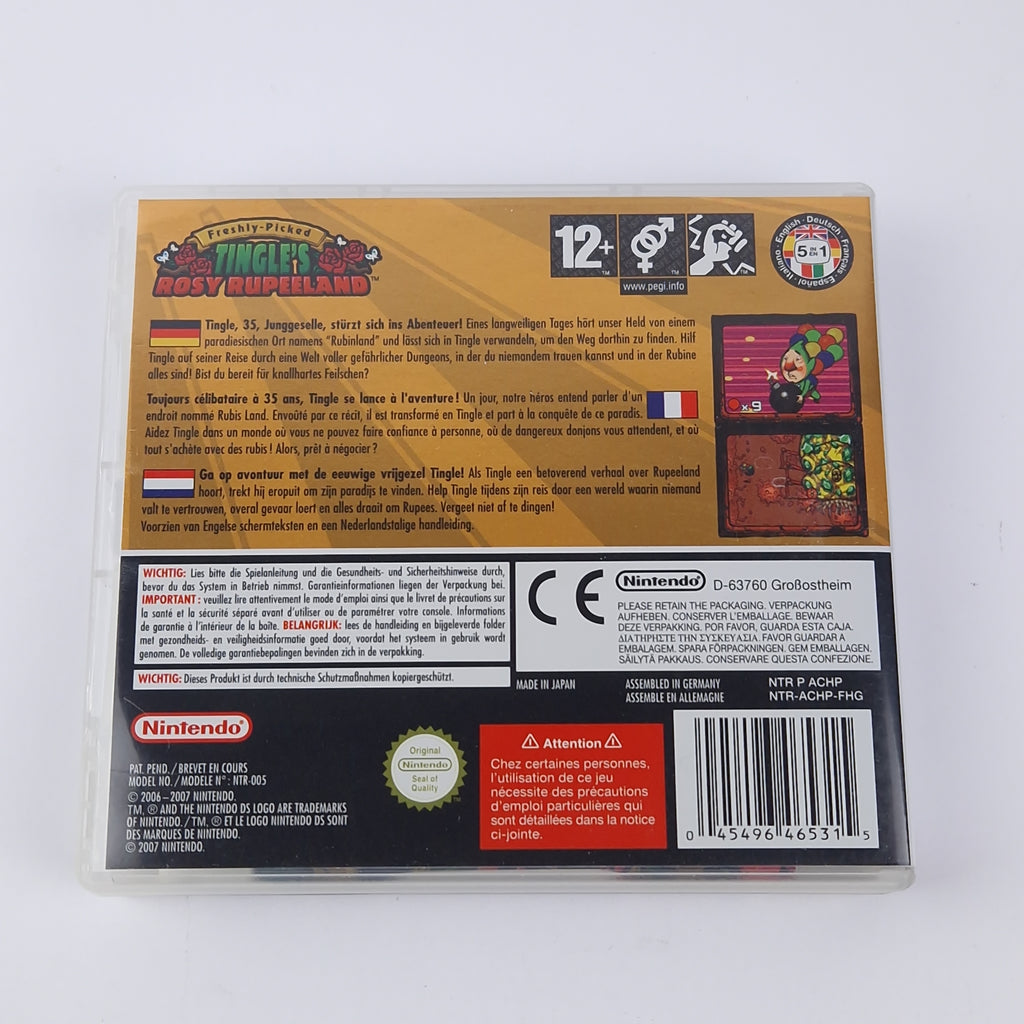 Freshly-Picked
TINGLE'S
ROSY RUPEELAND™
12+™
™
™
www.pegi.info
English · Deutsch · Français · Español · Italiano
5 IN EN 1
Tingle, 35, Junggeselle, stürzt sich ins Abenteuer! Eines langweiligen Tages hört unser Held von einem
paradiesischen Ort namens "Rubinland" und lässt sich in Tingle verwandeln, um den Weg dorthin zu finden. Hilf
Tingle auf seiner Reise durch eine Welt voller gefährlicher Dungeons, in der du niemandem trauen kannst und in der Rubine
alles sind! Bist du bereit für knallhartes Feilschen?
Toujours célibataire à 35 ans, Tingle se lance à l'aventure! Un jour, notre héros entend parler d'un
endroit nommé Rubis Land. Envoûté par ce récit, il est transformé en Tingle et part à la conquête de ce paradis.
Aidez Tingle dans un monde où vous ne pouvez faire confiance à personne, où de dangereux donjons vous attendent, et où
tout s'achète avec des rubis ! Alors, prêt à négocier ?
Ga op avontuur met de eeuwige vrijgezel Tingle! Als Tingle een betoverend verhaal over Rupeeland
hoort, trekt hij eropuit om zijn paradijs te vinden. Help Tingle tijdens zijn reis door een wereld waarin niemand
valt te vertrouwen, overal gevaar loert en alles draait om Rupees. Vergeet niet af te dingen!
Voorzien van Engelse schermteksten en een Nederlandstalige handleiding.
x9
WICHTIG: Lies bitte die Spielanleitung und die Gesundheits- und Sicherheitshinweise durch,
bevor du das System in Betrieb nimmst. Garantieinformationen liegen der Verpackung bei.
IMPORTANT : veuillez lire attentivement le mode d'emploi ainsi que le livret de précautions sur
la santé et la sécurité séparé avant d'utiliser ou de paramétrer votre console. Informations
de garantie à l'intérieur de la boîte. BELANGRIJK: lees de handleiding en bijgeleverde folder
met gezondheids- en veiligheidsinformatie goed door, voordat het systeem in gebruik wordt
genomen. De volledige garantiebepalingen bevinden zich in de verpakking.
WICHTIG: Dieses Produkt ist durch technische Schutzmaßnahmen kopiergeschützt.
CE
Nintendo® D-63760 Großostheim
PLEASE RETAIN THE PACKAGING. VERPACKUNG
AUFHEBEN. CONSERVER L'EMBALLAGE. BEWAAR
DEZE VERPAKKING. POR FAVOR, GUARDA ESTA CAJA.
ΔΙΑΤΗΡΗΣΤΕ ΤΗΝ ΣΥΣΚΕΥΑΣΙΑ. FAVOR GUARDAR A
EMBALAGEM. SPARA FÖRPACKNINGEN. GEM EMBALLAGEN.
SÄILYTÄ PAKKAUS. CONSERVARE QUESTA CONFEZIONE.
MADE IN JAPAN
ASSEMBLED IN GERMANY
ASSEMBLE EN ALLEMAGNE
NTR P ACHP
NTR-ACHP-FHG
Nintendo®
PAT. PEND./BREVET EN COURS
MODEL NO./MODÈLE N° : NTR-005
© 2006–2007 NINTENDO.
TM, ® AND THE NINTENDO DS LOGO ARE TRADEMARKS
OF NINTENDO./TM, ® ET LE LOGO NINTENDO DS SONT
DES MARQUES DE NINTENDO.
© 2007 NINTENDO.
Original
Nintendo
Seal of
Quality
™
⚠ Attention ⚠
Chez certaines personnes,
l'utilisation de ce jeu
nécessite des précautions
d'emploi particulières qui
sont détaillées dans la notice
ci-jointe.
0 45496 46531 5